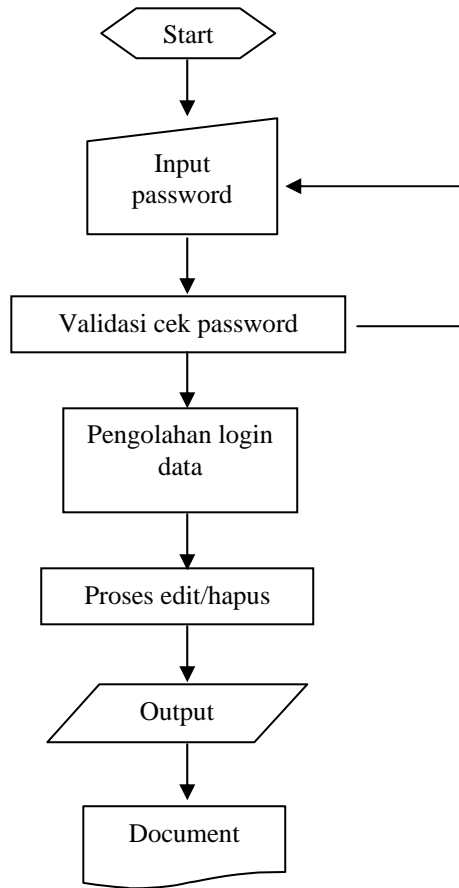 Start
Input
password
Validasi cek password
Pengolahan login
data
Proses edit/hapus
Output
Document